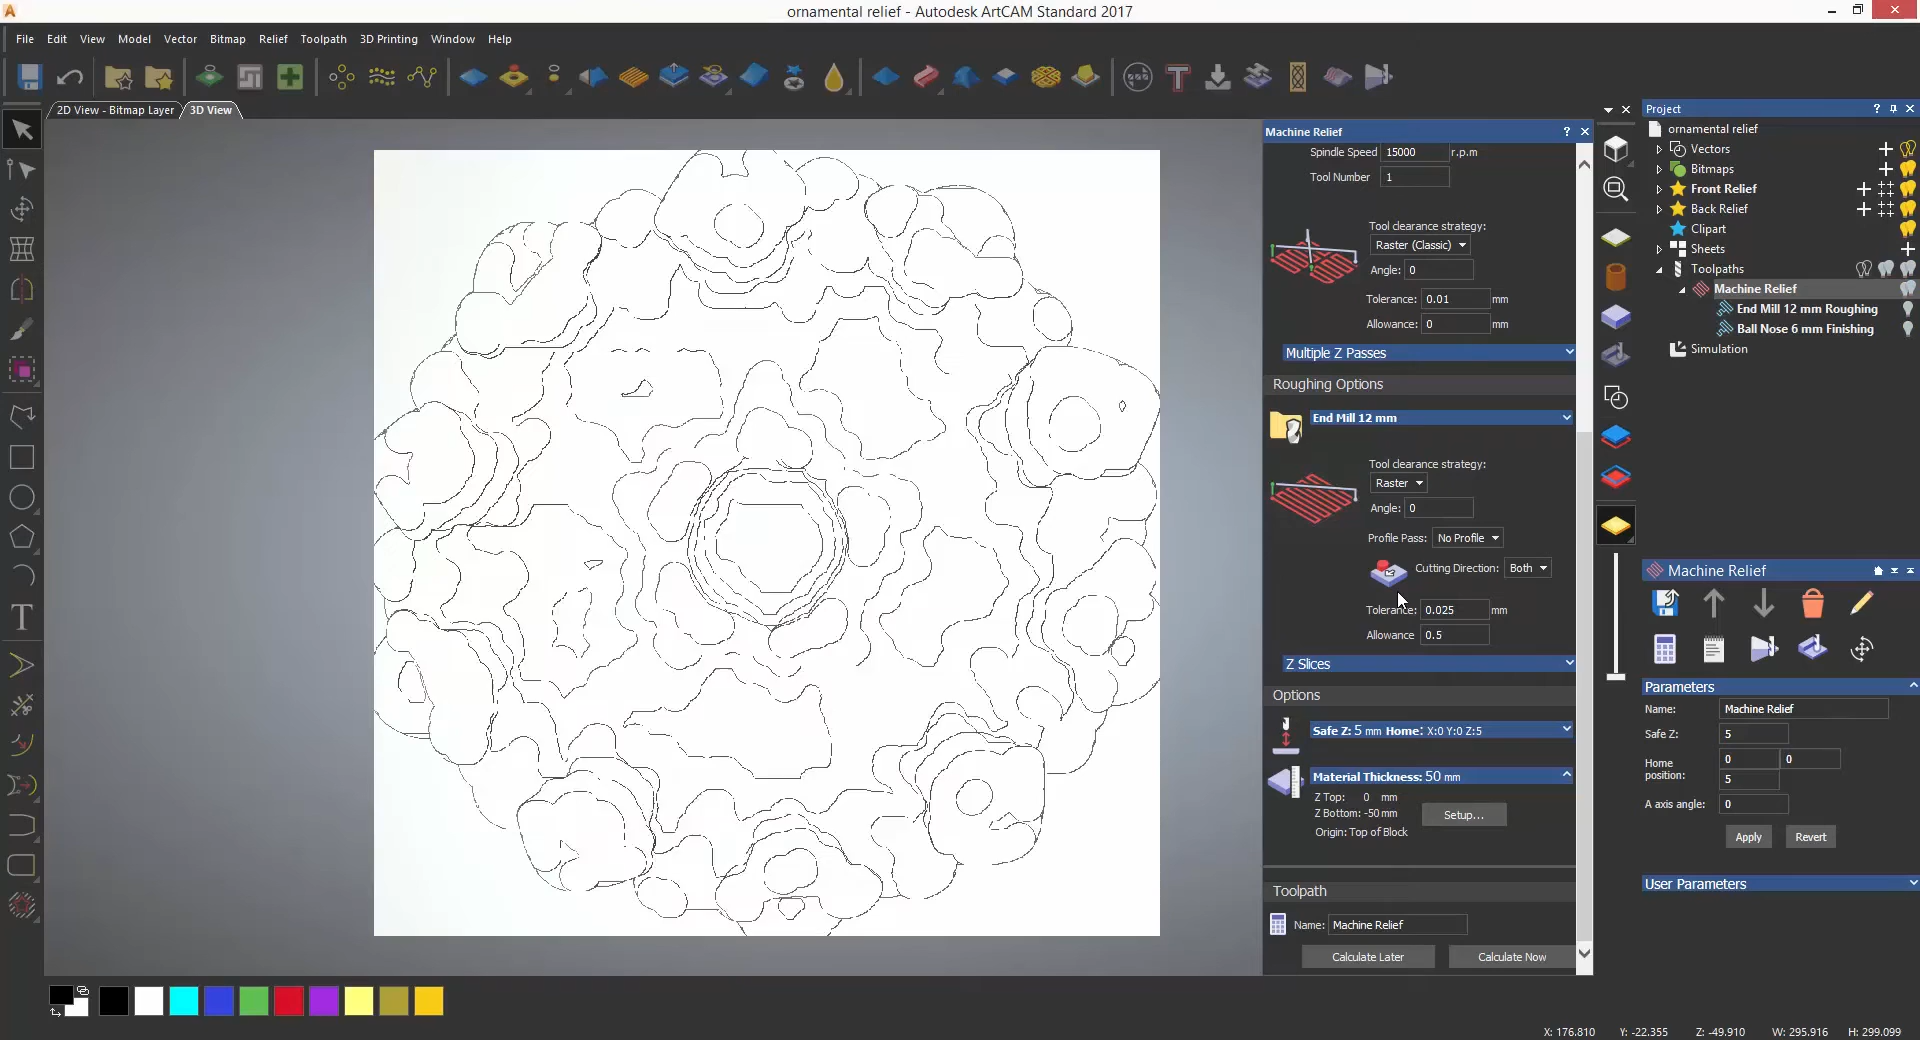 ornamental relief - Autodesk ArtCAM Standard 2017
File Edit View Model Vector Bitmap Relief Toolpath 3D Printing Window Help
2D View - Bitmap Layer 3D View
Machine Relief ?
Spindle Speed 15000 r.p.m
Tool Number 1
Tool clearance strategy:
Raster (Classic)
Angle: 0
Tolerance: 0.01 mm
Allowance: 0 mm
Multiple Z Passes
Roughing Options
End Mill 12 mm
Tool clearance strategy:
Raster
Angle: 0
Profile Pass: No Profile
Cutting Direction: Both
Tolerance: 0.025 mm
Allowance 0.5
Z Slices
Options
Safe Z: 5 mm Home: X:0 Y:0 Z:5
Material Thickness: 50 mm
Z Top: 0 mm
Z Bottom: -50 mm
Setup...
Origin: Top of Block
Toolpath
Name: Machine Relief
Calculate Later Calculate Now
Project ?
ornamental relief
Vectors
Bitmaps
Front Relief
Back Relief
Clipart
Sheets
Toolpaths
Machine Relief
End Mill 12 mm Roughing
Ball Nose 6 mm Finishing
Simulation
Machine Relief
Parameters
Name: Machine Relief
Safe Z: 5
Home position: 0 0
5
A axis angle: 0
Apply Revert
User Parameters
X: 176.810 Y: -22.355 Z: -49.910 W: 295.916 H: 299.099